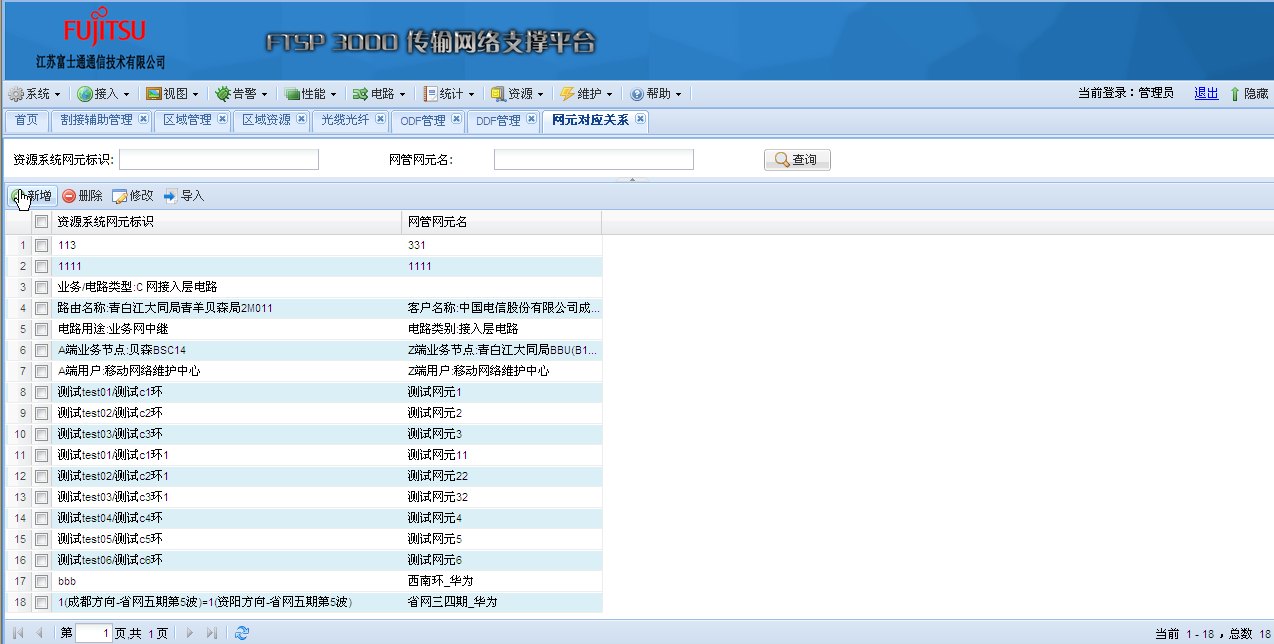 FUJITSU
江苏富士通通信技术有限公司
FTSP 3000 传输网络支撑平台
系统 接入 视图 告警 性能 电路 统计 资源 维护 帮助 当前登录：管理员 退出 隐藏
首页 割接辅助管理 区域管理 区域资源 光缆光纤 ODF管理 DDF管理 网元对应关系
资源系统网元标识: 网管网元名: 查询
新增 删除 修改 导入
资源系统网元标识 网管网元名
1 113 331
2 1111 1111
3 业务/电路类型:C 网接入层电路
4 路由名称:青白江大同局青羊贝森局2M011 客户名称:中国电信股份有限公司成...
5 电路用途:业务网中继 电路类别:接入层电路
6 A端业务节点:贝森BSC14 Z端业务节点:青白江大同局BBU(B1...
7 A端用户:移动网络维护中心 Z端用户:移动网络维护中心
8 测试test01/测试c1环 测试网元1
9 测试test02/测试c2环 测试网元2
10 测试test03/测试c3环 测试网元3
11 测试test01/测试c1环1 测试网元11
12 测试test02/测试c2环1 测试网元22
13 测试test03/测试c3环1 测试网元32
14 测试test04/测试c4环 测试网元4
15 测试test05/测试c5环 测试网元5
16 测试test06/测试c6环 测试网元6
17 bbb 西南环_华为
18 1(成都方向-省网五期第5波)=1(资阳方向-省网五期第5波) 省网三四期_华为
第 1 页,共 1 页 当前 1 - 18 ，总数 18